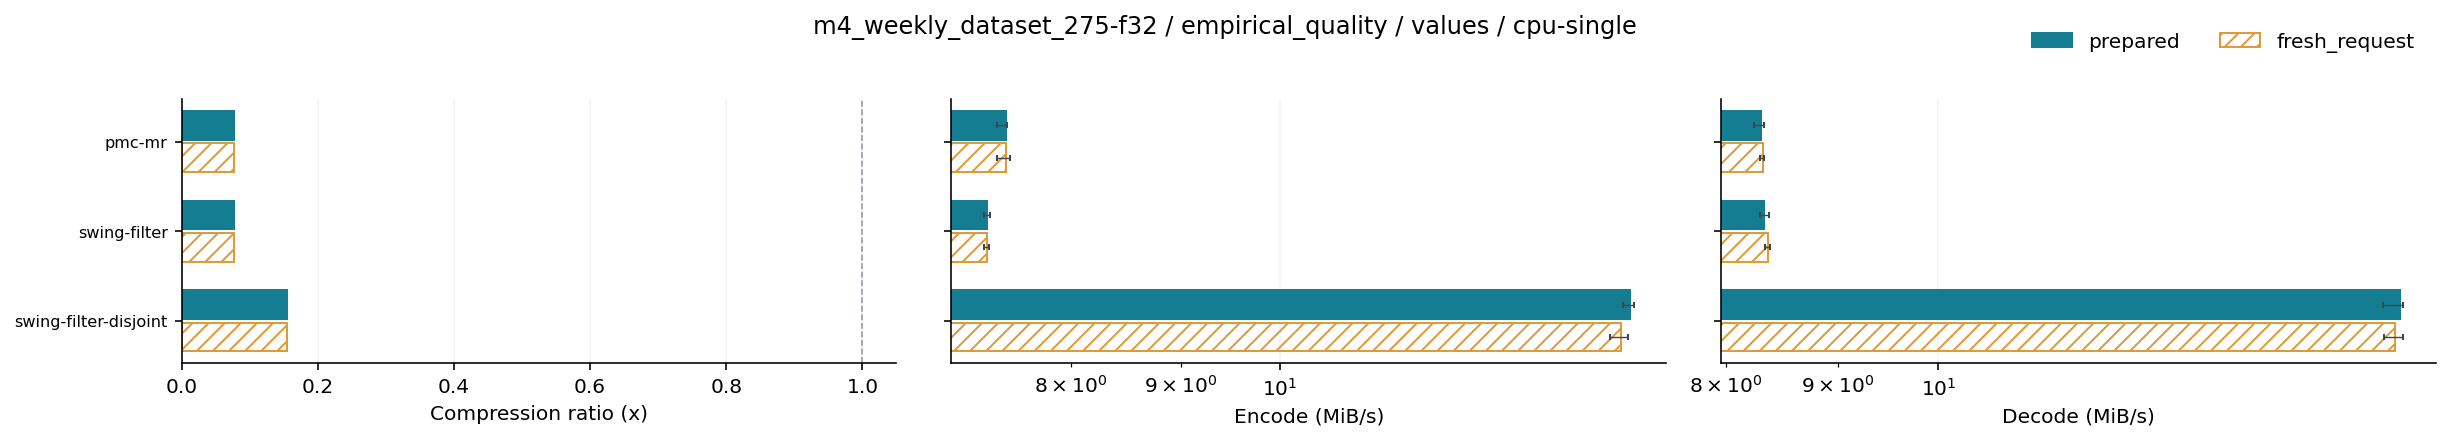 m4_weekly_dataset_275-f32 / empirical_quality / values / cpu-single
prepared
fresh_request
pmc-mr
swing-filter
swing-filter-disjoint
0.0 0.2 0.4 0.6 0.8 1.0
Compression ratio (x)
8 × 10⁰ 9 × 10⁰ 10¹
Encode (MiB/s)
8 × 10⁰ 9 × 10⁰ 10¹
Decode (MiB/s)